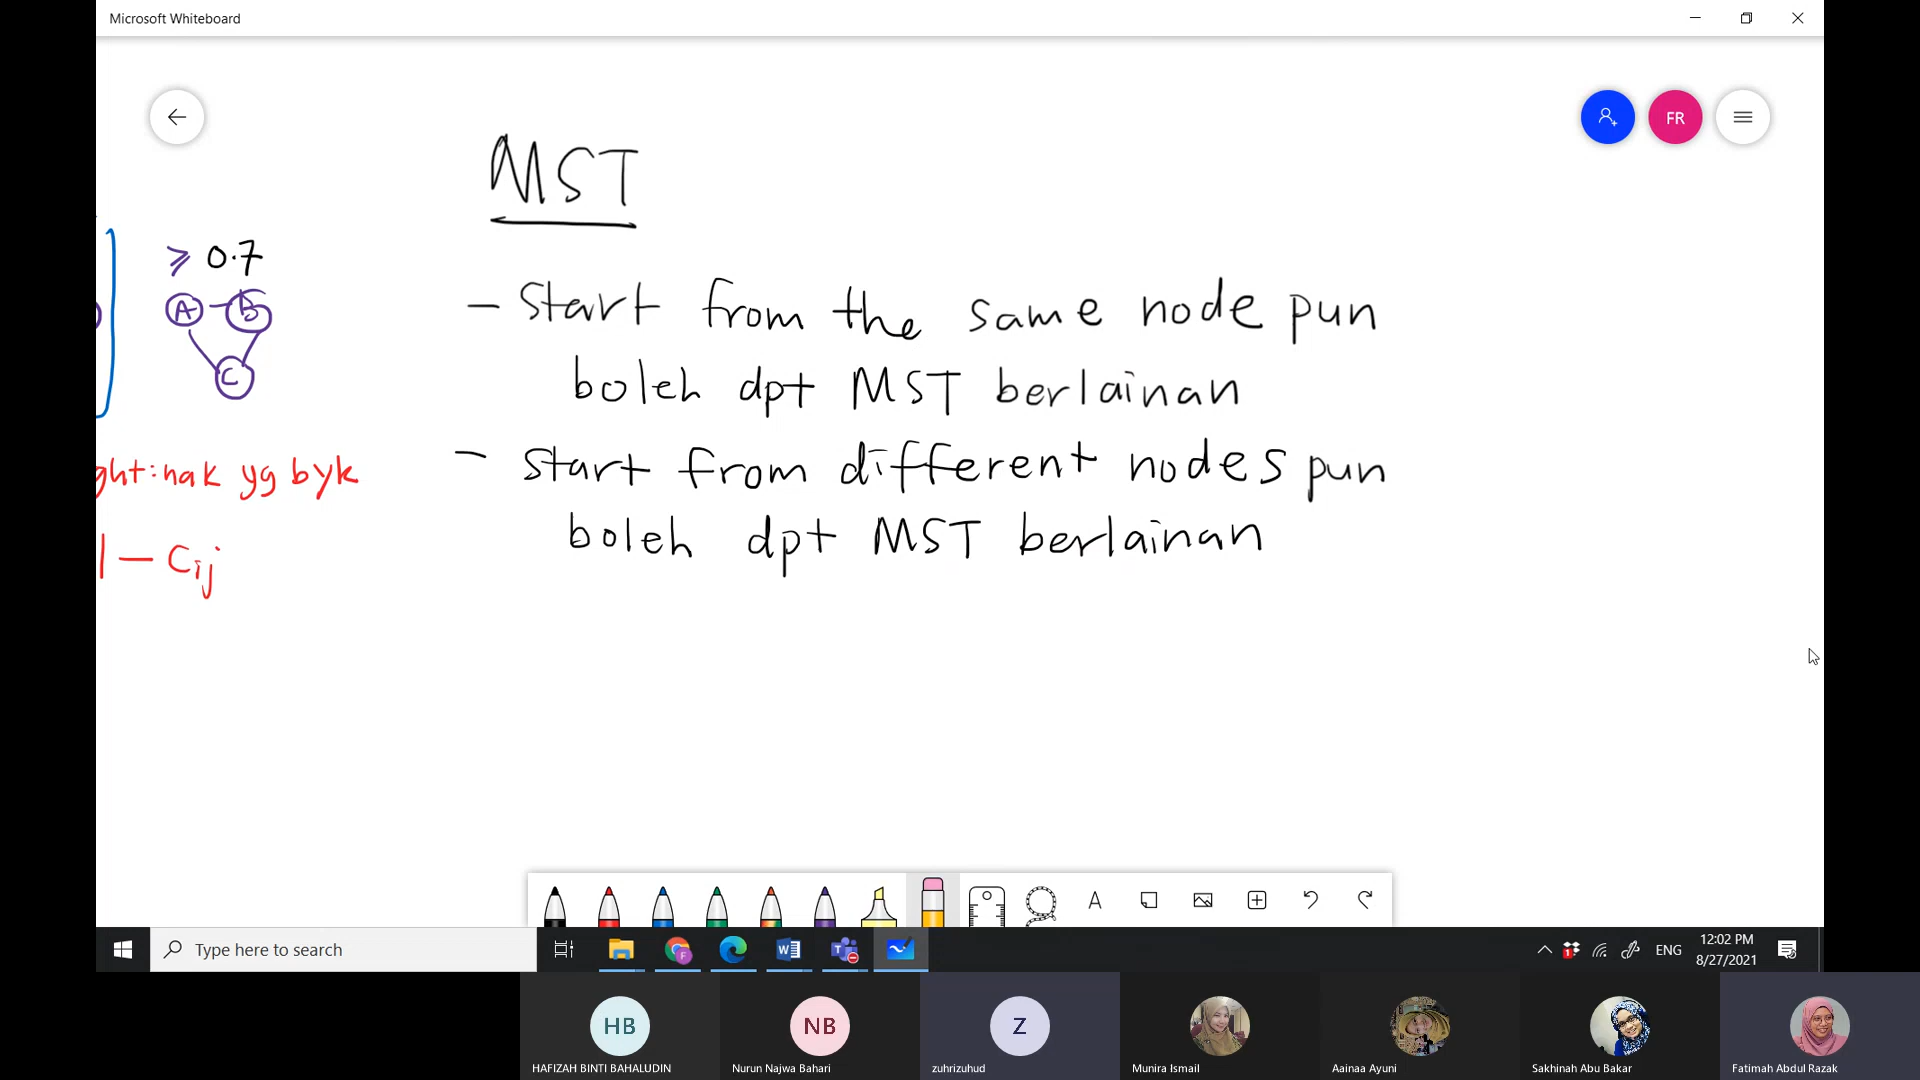 Microsoft Whiteboard
FR
MST
≥ 0.7
A
B
C
- start from the same node pun
boleh dpt MST berlainan
- start from different nodes pun
boleh dpt MST berlainan
ght: nak yg byk
1 - Cij
A
Type here to search
ENG
12:02 PM
8/27/2021
HB
HAFIZAH BINTI BAHALUDIN
NB
Nurun Najwa Bahari
Z
zuhrizuhud
Munira Ismail
Aainaa Ayuni
Sakhinah Abu Bakar
Fatimah Abdul Razak